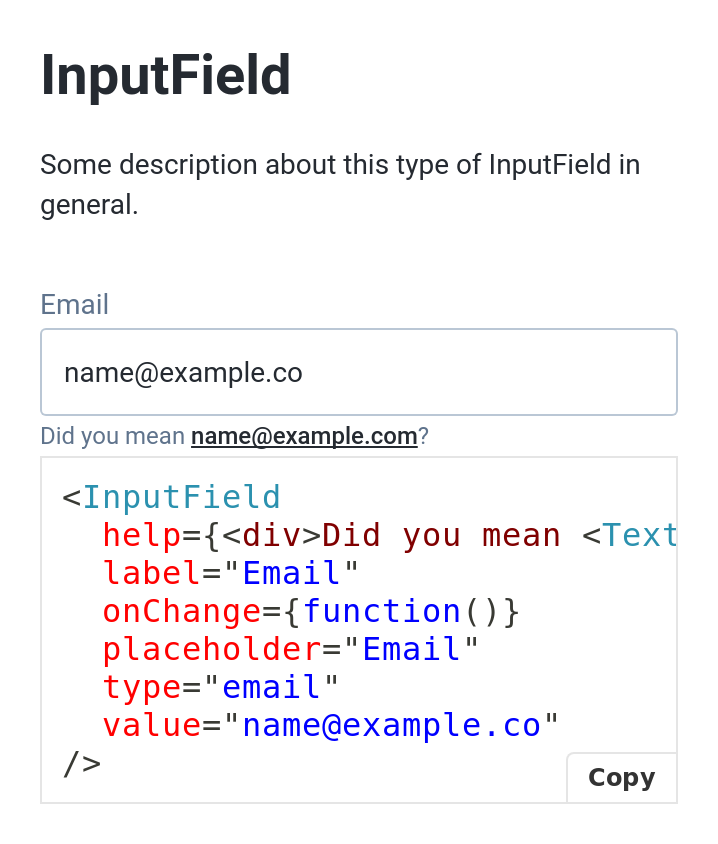 InputField
Some description about this type of InputField in
general.
Email
name@example.co
Did you mean name@example.com?
<InputField
  help={<div>Did you mean <Text
  label="Email"
  onChange={function()}
  placeholder="Email"
  type="email"
  value="name@example.co"
/>
Copy